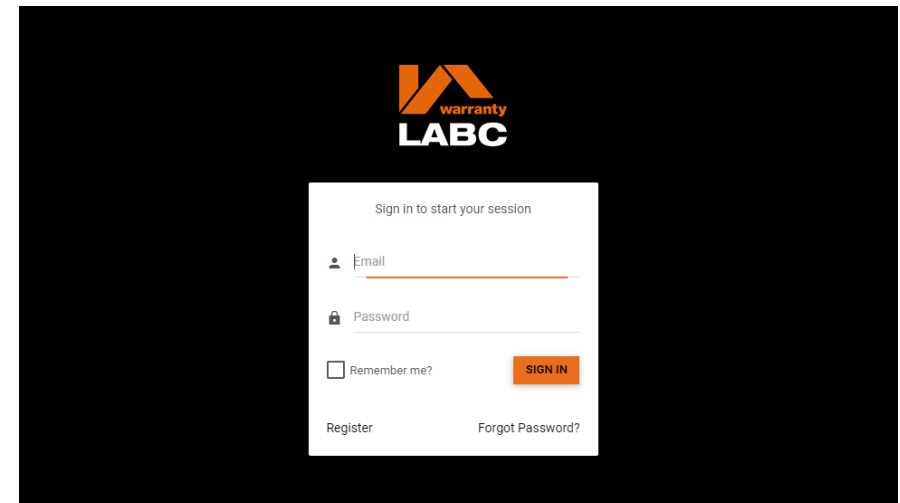 warranty
LABC
Sign in to start your session
Email
Password
Remember me?
SIGN IN
Register
Forgot Password?